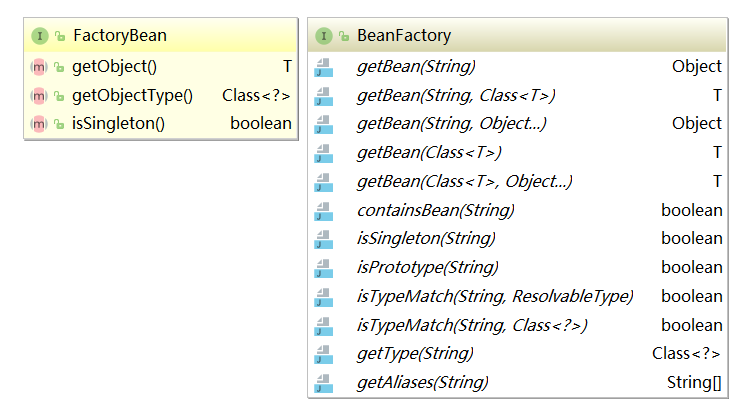 I FactoryBean
m getObject() T
m getObjectType() Class<?>
m isSingleton() boolean
I BeanFactory
J getBean(String) Object
J getBean(String, Class<T>) T
J getBean(String, Object...) Object
J getBean(Class<T>) T
J getBean(Class<T>, Object...) T
J containsBean(String) boolean
J isSingleton(String) boolean
J isPrototype(String) boolean
J isTypeMatch(String, ResolvableType) boolean
J isTypeMatch(String, Class<?>) boolean
J getType(String) Class<?>
J getAliases(String) String[]